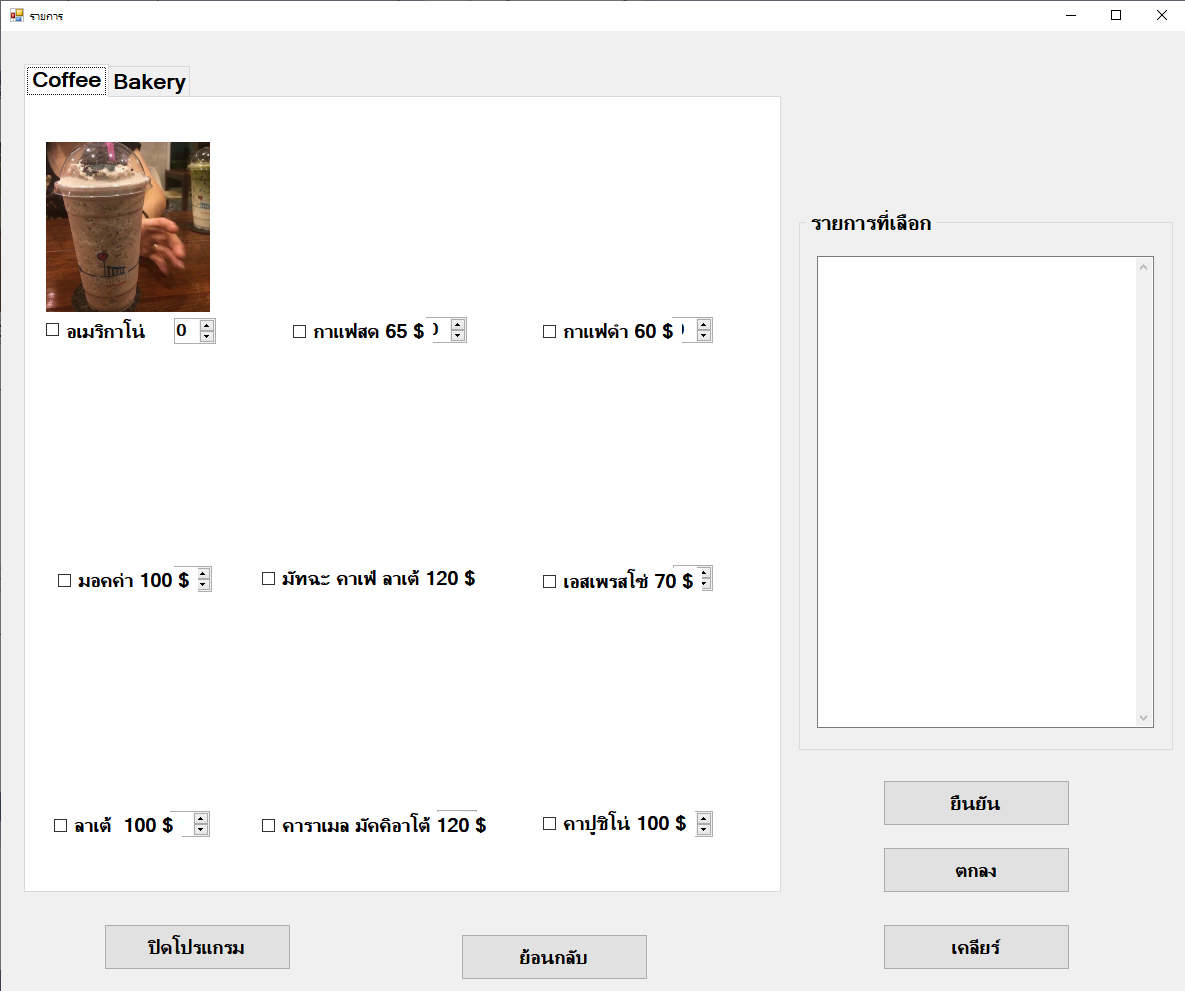 รายการ
Coffee Bakery
รายการที่เลือก
อเมริกาโน่ 0 กาแฟสด 65 $ กาแฟดำ 60 $
มอคค่า 100 $ มัทฉะ คาเฟ่ ลาเต้ 120 $ เอสเพรสโซ่ 70 $
ลาเต้ 100 $ คาราเมล มัคคิอาโต้ 120 $ คาปูชิโน่ 100 $
ยืนยัน
ตกลง
ปิดโปรแกรม ย้อนกลับ เคลียร์